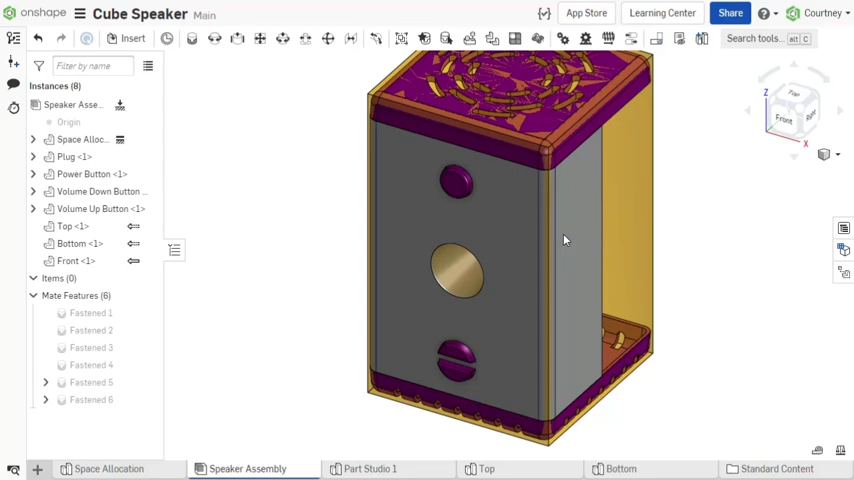 onshape
Cube Speaker Main
App Store
Learning Center
Share
Courtney
Insert
Search tools... alt C
Filter by name
Instances (8)
Speaker Asse...
Origin
Space Alloc...
Plug <1>
Power Button <1>
Volume Down Button ...
Volume Up Button <1>
Top <1>
Bottom <1>
Front <1>
Items (0)
Mate Features (6)
Fastened 1
Fastened 2
Fastened 3
Fastened 4
Fastened 5
Fastened 6
Z
Top
Front
Right
X
Space Allocation
Speaker Assembly
Part Studio 1
Top
Bottom
Standard Content